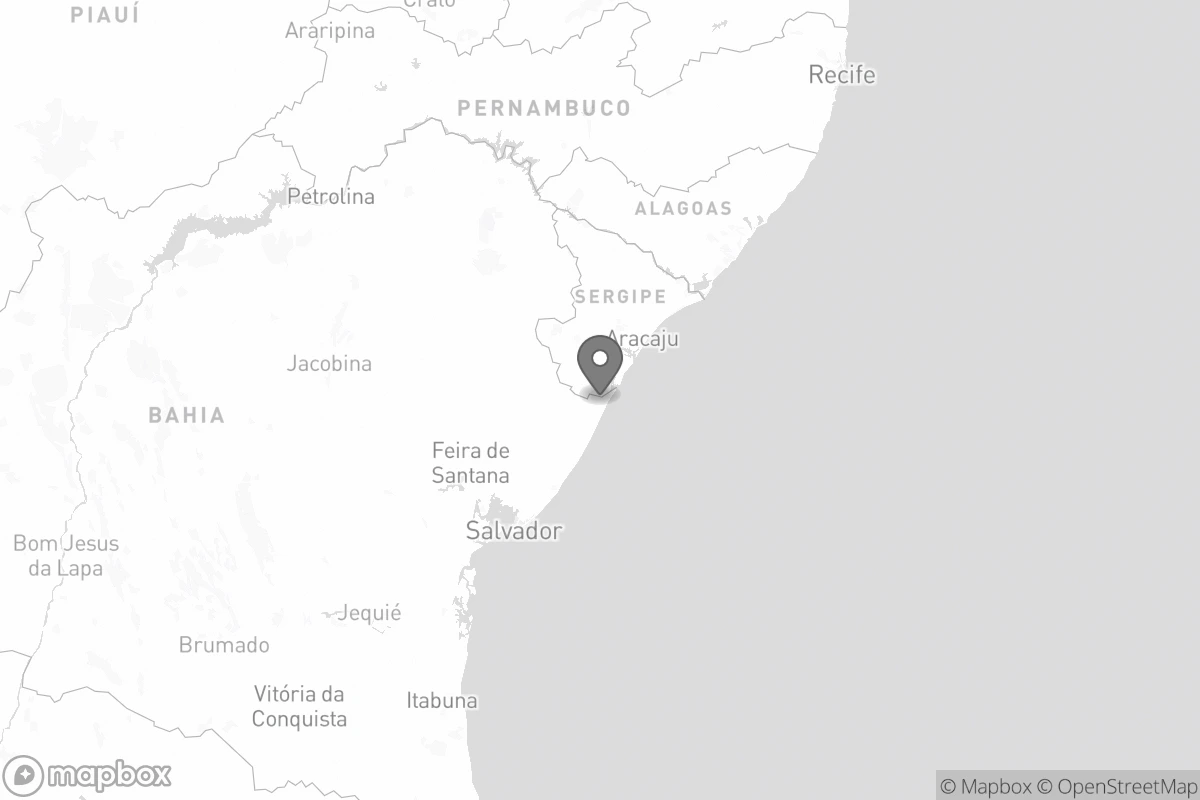 Crato
PIAUÍ
Araripina
Recife
PERNAMBUCO
Petrolina
ALAGOAS
SERGIPE
Aracaju
Jacobina
BAHIA
Feira de
Santana
Salvador
Bom Jesus
da Lapa
Jequié
Brumado
Vitória da
Conquista
Itabuna
mapbox
© Mapbox © OpenStreetMap